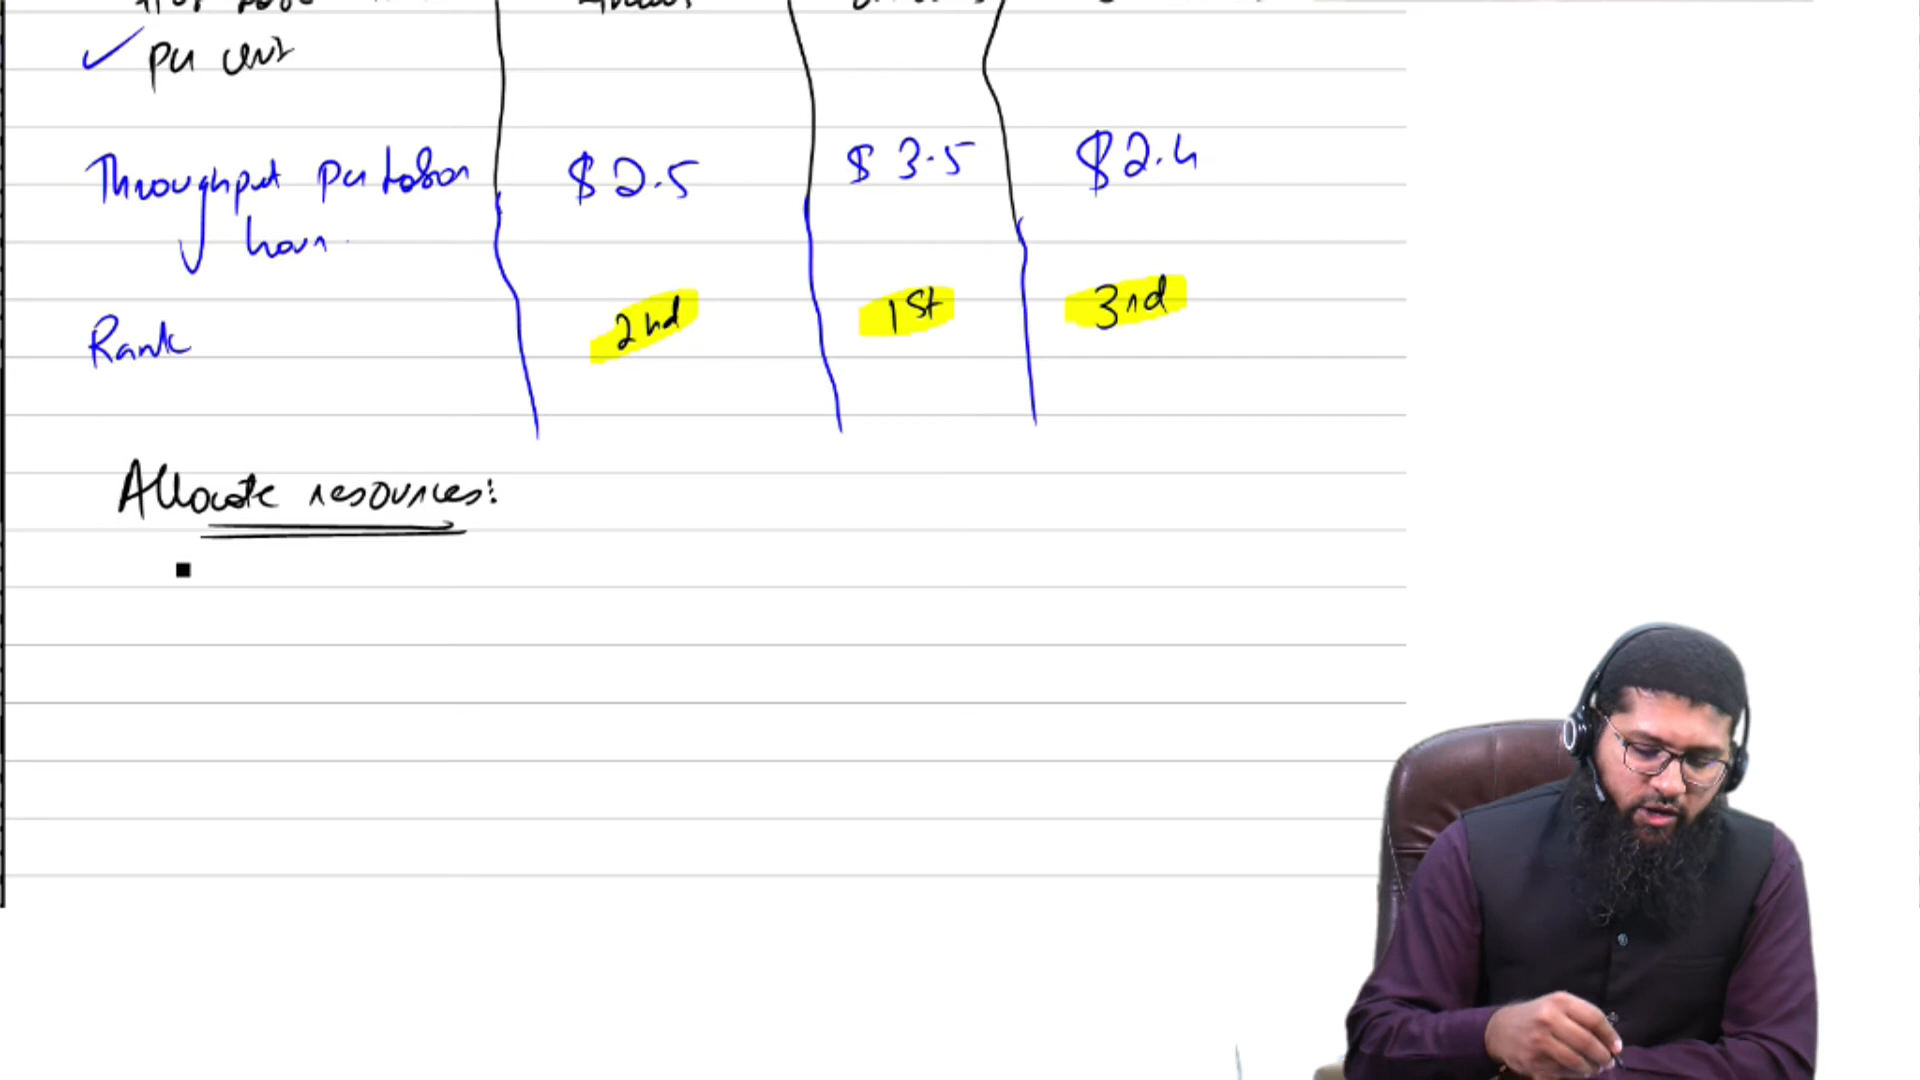 ✓ per unit
Throughput per labor $2.5 $3.5 $2.4
hour.
Rank 2nd 1st 3rd
Allocate resources: